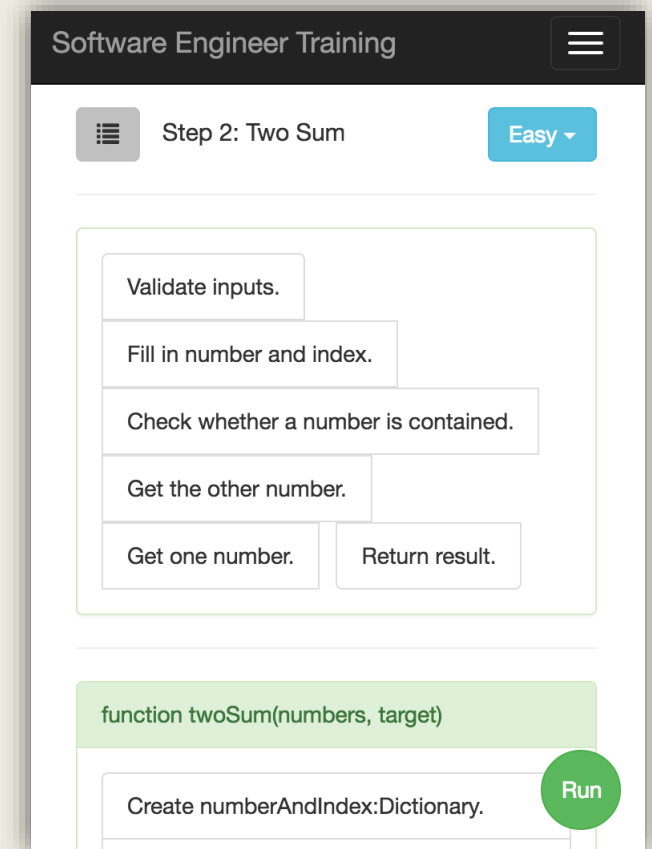 Software Engineer Training
Step 2: Two Sum
Easy
Validate inputs.
Fill in number and index.
Check whether a number is contained.
Get the other number.
Get one number.
Return result.
function twoSum(numbers, target)
Create numberAndIndex:Dictionary.
Run